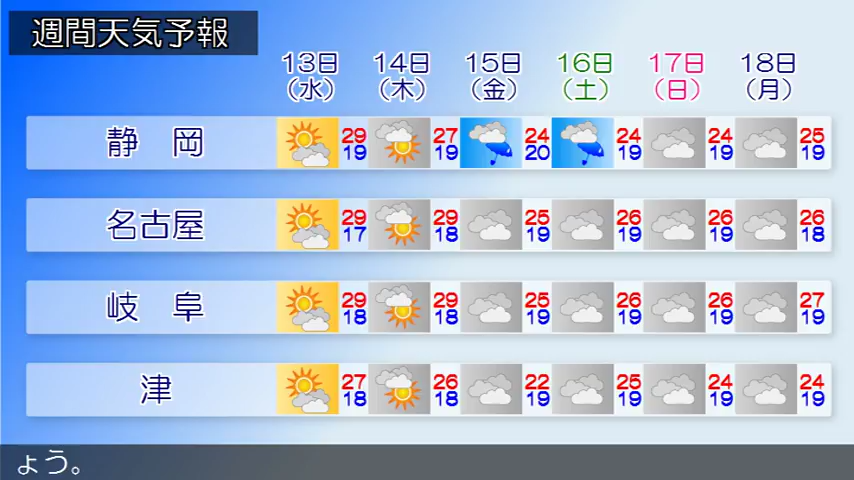 週間天気予報
13日 14日 15日 16日 17日 18日
(水) (木) (金) (土) (日) (月)
静岡 29 19 27 19 24 20 24 19 24 19 25 19
名古屋 29 17 29 18 25 19 26 19 26 19 26 18
岐阜 29 18 29 18 25 19 26 19 26 19 27 19
津 27 18 26 18 22 19 25 19 24 19 24 19
ょう。